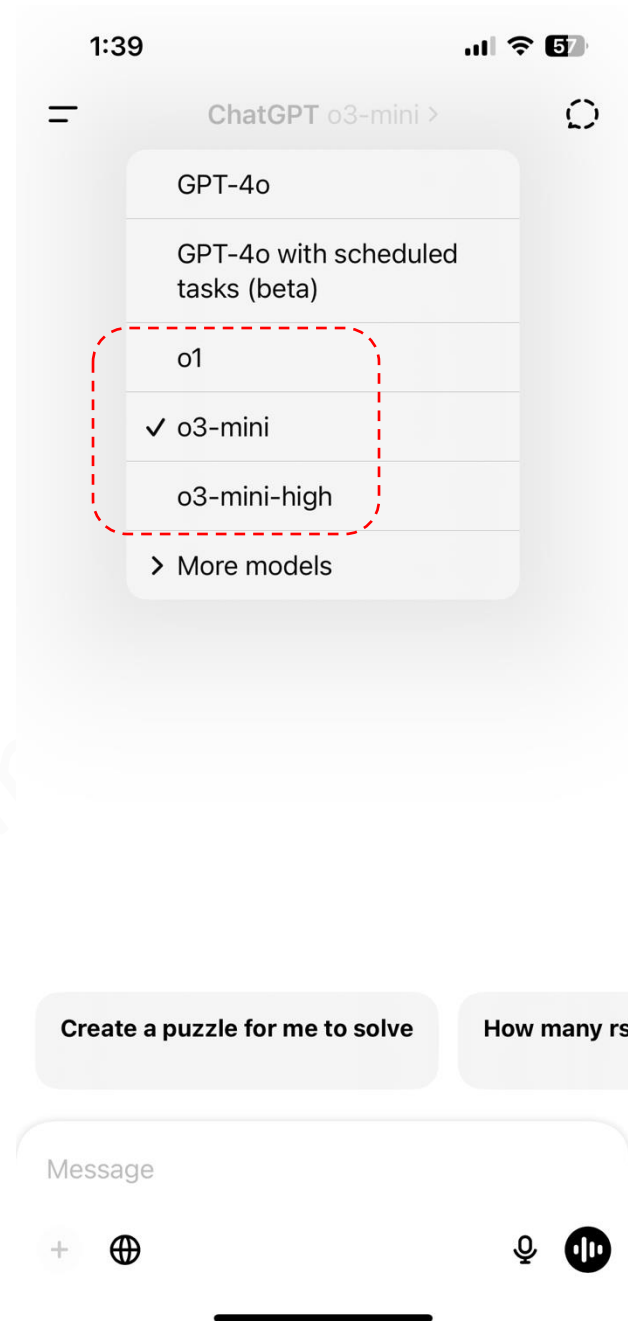 1:39
57
ChatGPT o3-mini >
GPT-4o
GPT-4o with scheduled
tasks (beta)
o1
o3-mini
o3-mini-high
More models
Create a puzzle for me to solve
How many rs
Message